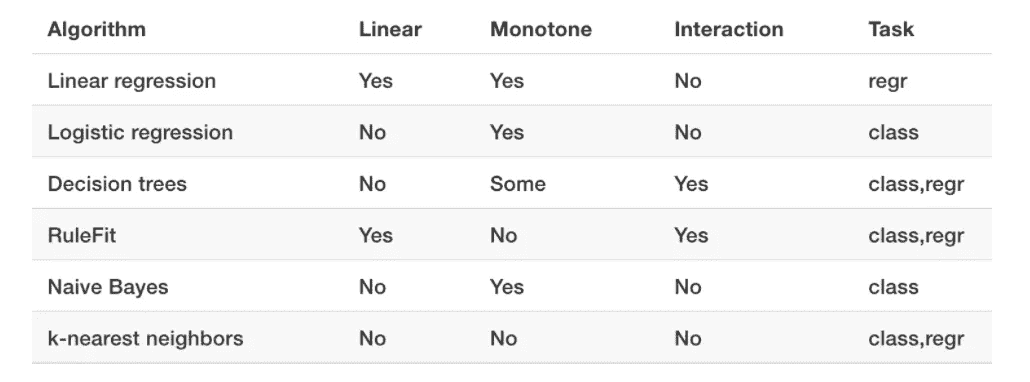 Algorithm Linear Monotone Interaction Task
Linear regression Yes Yes No regr
Logistic regression No Yes No class
Decision trees No Some Yes class,regr
RuleFit Yes No Yes class,regr
Naive Bayes No Yes No class
k-nearest neighbors No No No class,regr